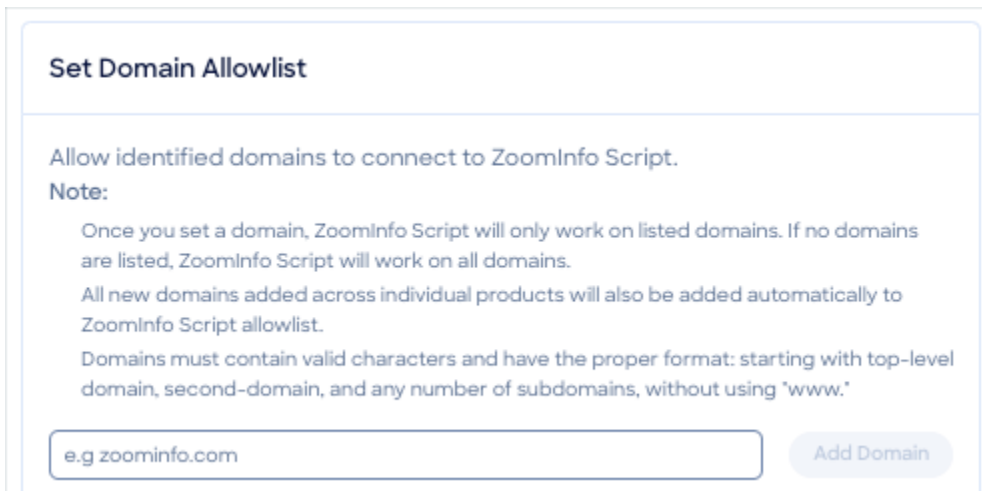 Set Domain Allowlist
Allow identified domains to connect to ZoomInfo Script.
Note:
Once you set a domain, ZoomInfo Script will only work on listed domains. If no domains
are listed, ZoomInfo Script will work on all domains.
All new domains added across individual products will also be added automatically to
ZoomInfo Script allowlist.
Domains must contain valid characters and have the proper format: starting with top-level
domain, second-domain, and any number of subdomains, without using "www."
e.g zoominfo.com
Add Domain